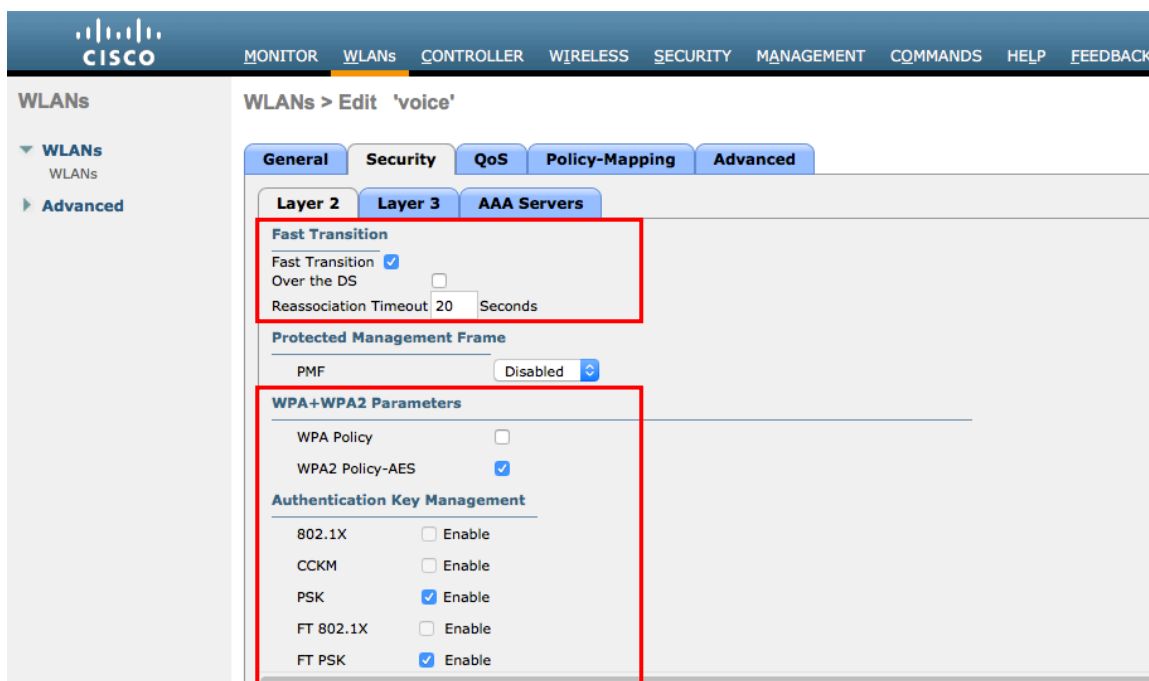 CISCO
MONITOR WLANs CONTROLLER WIRELESS SECURITY MANAGEMENT COMMANDS HELP FEEDBACK
WLANs
WLANs > Edit 'voice'
WLANs
WLANs
Advanced
General Security QoS Policy-Mapping Advanced
Layer 2 Layer 3 AAA Servers
Fast Transition
Fast Transition
Over the DS
Reassociation Timeout 20 Seconds
Protected Management Frame
PMF Disabled
WPA+WPA2 Parameters
WPA Policy
WPA2 Policy-AES
Authentication Key Management
802.1X Enable
CCKM Enable
PSK Enable
FT 802.1X Enable
FT PSK Enable